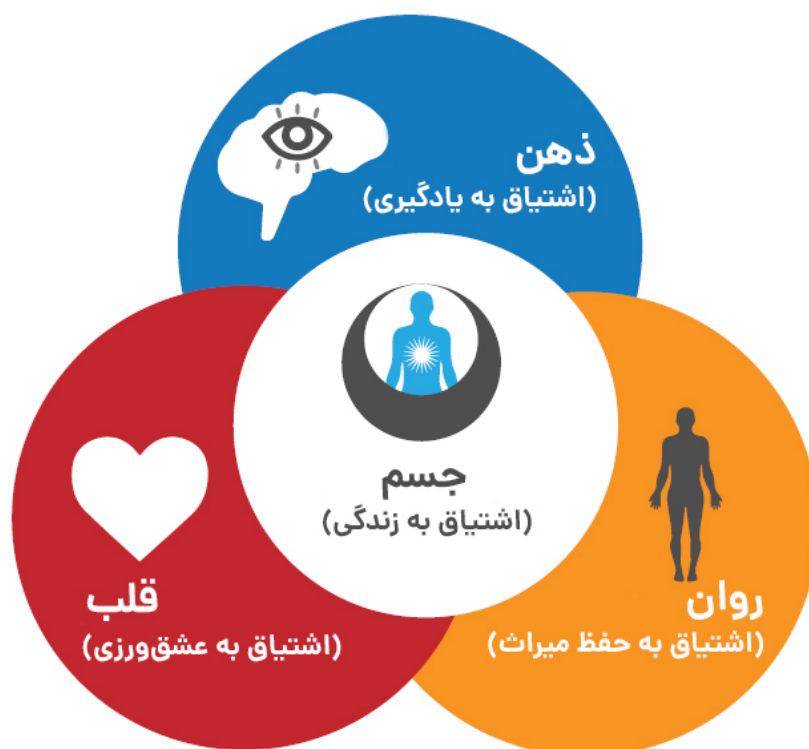 ذهن
(اشتیاق به یادگیری)
جسم
(اشتیاق به زندگی)
روان
(اشتیاق به حفظ میراث)
قلب
(اشتیاق به عشق‌ورزی)